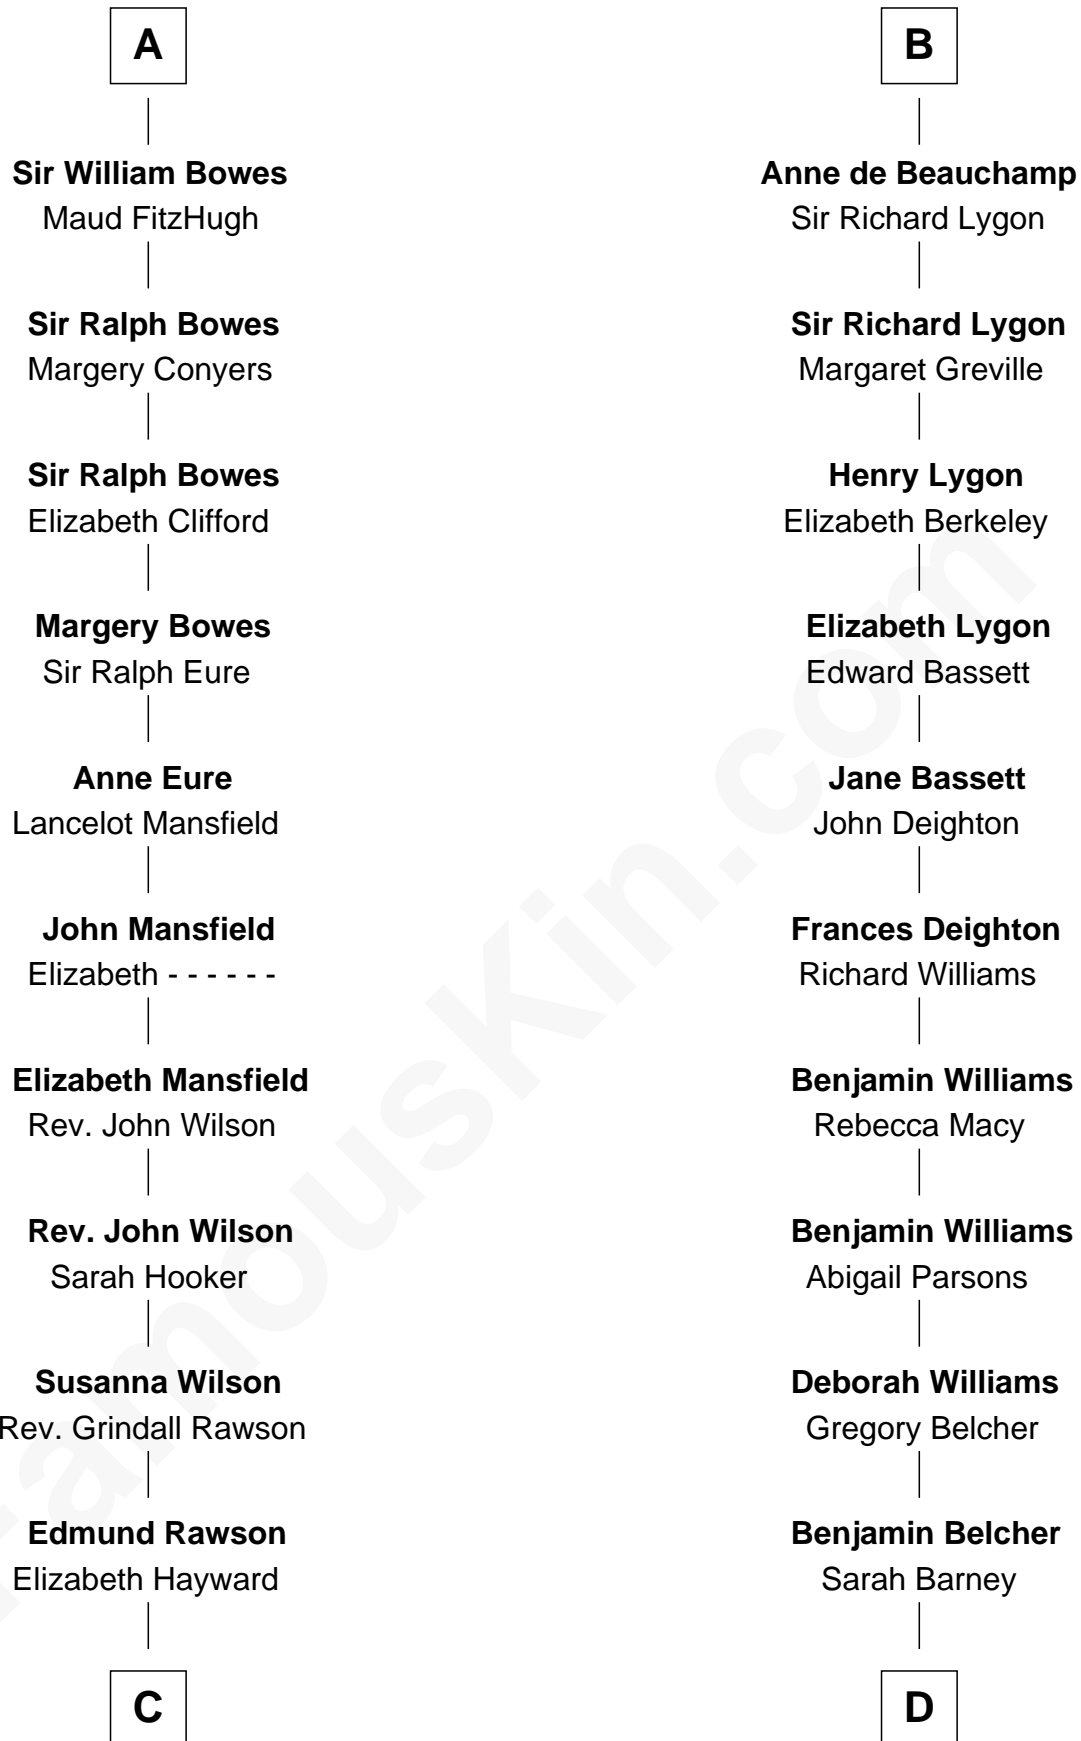 A
Sir William Bowes
Maud FitzHugh
Sir Ralph Bowes
Margery Conyers
Sir Ralph Bowes
Elizabeth Clifford
Margery Bowes
Sir Ralph Eure
Anne Eure
Lancelot Mansfield
John Mansfield
Elizabeth - - - - - -
Elizabeth Mansfield
Rev. John Wilson
Rev. John Wilson
Sarah Hooker
Susanna Wilson
Rev. Grindall Rawson
Edmund Rawson
Elizabeth Hayward
C
B
Anne de Beauchamp
Sir Richard Lygon
Sir Richard Lygon
Margaret Greville
Henry Lygon
Elizabeth Berkeley
Elizabeth Lygon
Edward Bassett
Jane Bassett
John Deighton
Frances Deighton
Richard Williams
Benjamin Williams
Rebecca Macy
Benjamin Williams
Abigail Parsons
Deborah Williams
Gregory Belcher
Benjamin Belcher
Sarah Barney
D
FamousKin.com